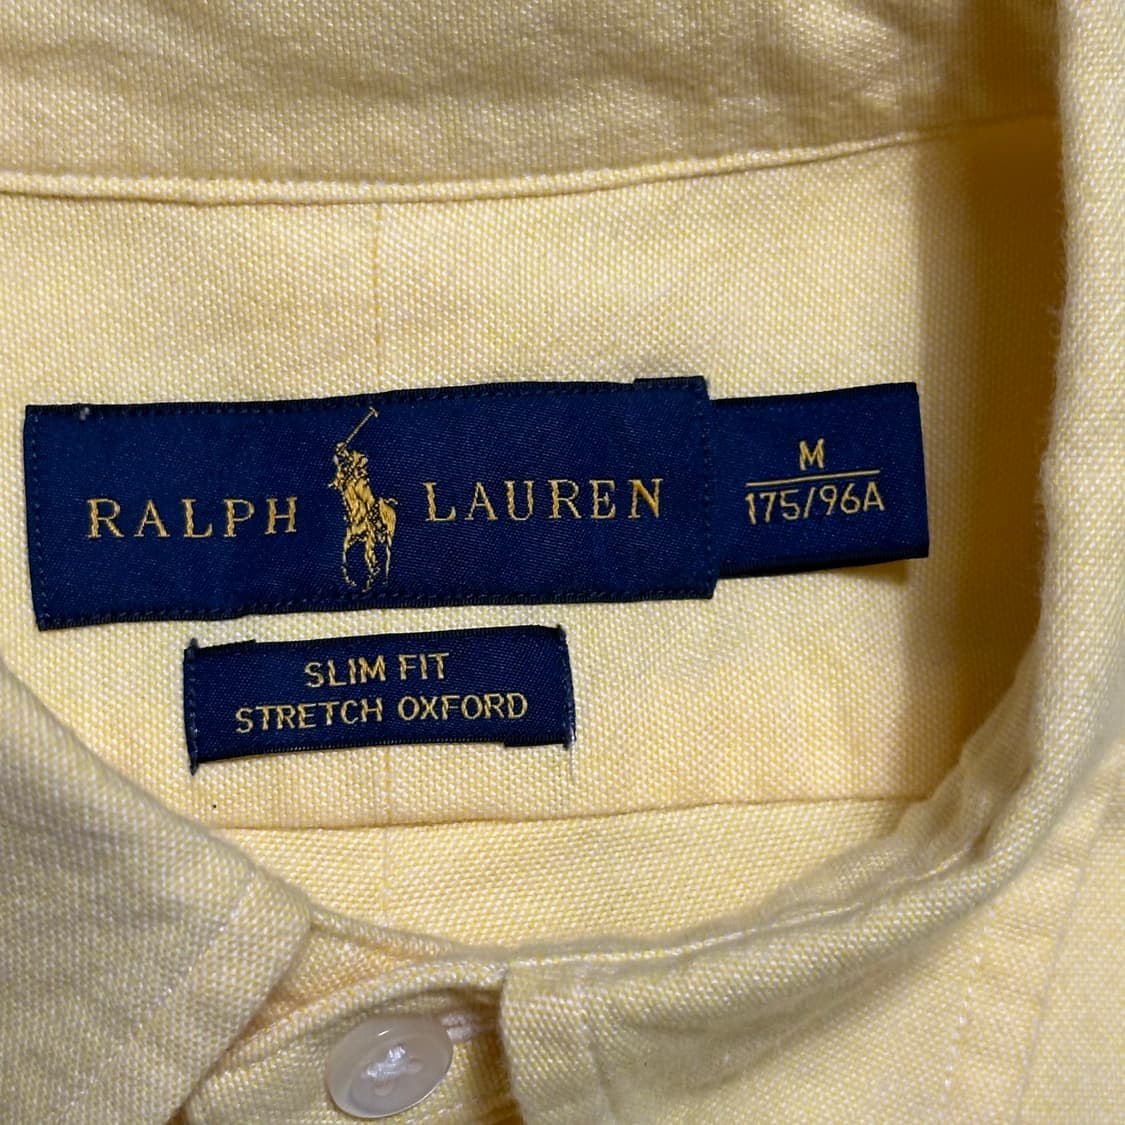 RALPH LAUREN
M
175/96A
SLIM FIT
STRETCH OXFORD